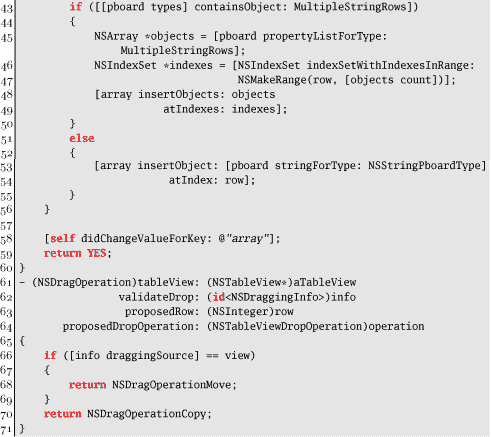 43 if ([[pboard types] containsObject: MultipleStringRows])
44 {
45 NSArray *objects = [pboard propertyListForType:
MultipleStringRows];
46 NSIndexSet *indexes = [NSIndexSet indexSetWithIndexesInRange:
47 NSMakeRange(row, [objects count])];
48 [array insertObjects: objects
49 atIndexes: indexes];
50 }
51 else
52 {
53 [array insertObject: [pboard stringForType: NSStringPboardType]
54 atIndex: row];
55 }
56 }
57
58 [self didChangeValueForKey: @"array"];
59 return YES;
60 }
61 - (NSDragOperation)tableView: (NSTableView*)aTableView
62 validateDrop: (id<NSDraggingInfo>)info
63 proposedRow: (NSInteger)row
64 proposedDropOperation: (NSTableViewDropOperation)operation
65 {
66 if ([info draggingSource] == view)
67 {
68 return NSDragOperationMove;
69 }
70 return NSDragOperationCopy;
71 }